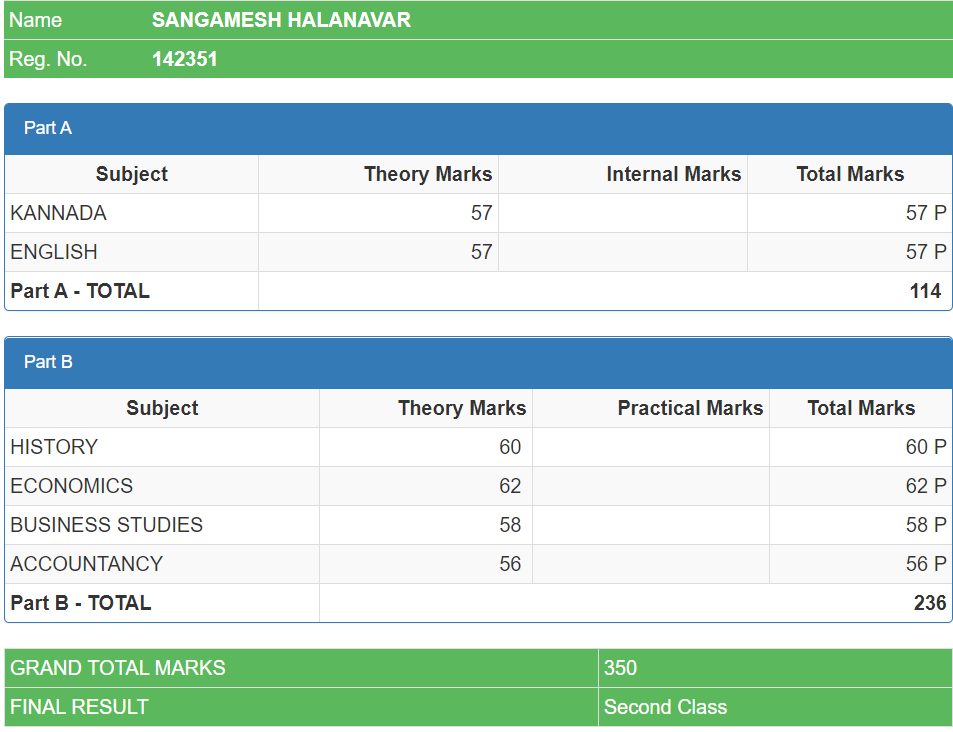 Name SANGAMESH HALANAVAR
Reg. No. 142351
Part A
Subject Theory Marks Internal Marks Total Marks
KANNADA 57 57 P
ENGLISH 57 57 P
Part A - TOTAL 114
Part B
Subject Theory Marks Practical Marks Total Marks
HISTORY 60 60 P
ECONOMICS 62 62 P
BUSINESS STUDIES 58 58 P
ACCOUNTANCY 56 56 P
Part B - TOTAL 236
GRAND TOTAL MARKS 350
FINAL RESULT Second Class